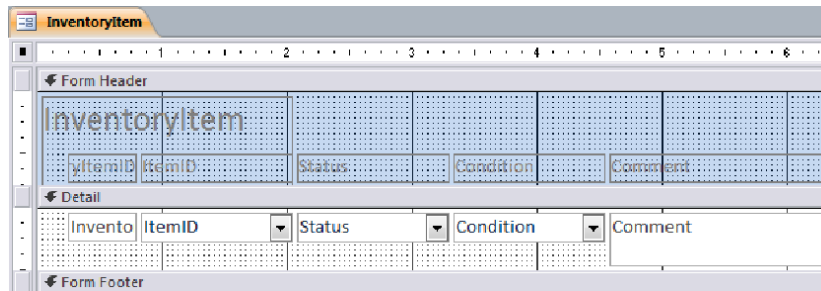 InventoryItem
1 2 3 4 5 6
Form Header
InventoryItem
yItemID ItemID Status Condition Comment
Detail
Invento ItemID Status Condition Comment
Form Footer